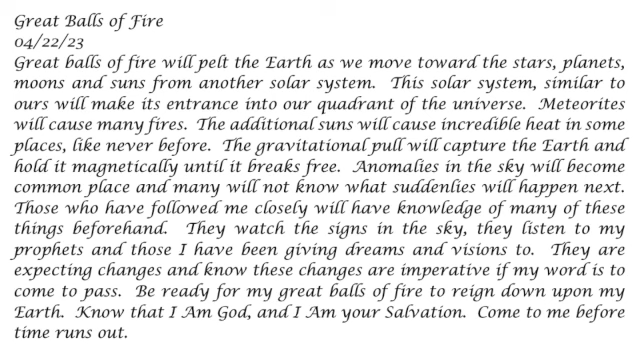 Great Balls of Fire
04/22/23
Great balls of fire will pelt the Earth as we move toward the stars, planets,
moons and suns from another solar system.  This solar system, similar to
ours will make its entrance into our quadrant of the universe.  Meteorites
will cause many fires.  The additional suns will cause incredible heat in some
places, like never before.  The gravitational pull will capture the Earth and
hold it magnetically until it breaks free.  Anomalies in the sky will become
common place and many will not know what suddenlies will happen next.
Those who have followed me closely will have knowledge of many of these
things beforehand.  They watch the signs in the sky, they listen to my
prophets and those I have been giving dreams and visions to.  They are
expecting changes and know these changes are imperative if my word is to
come to pass.  Be ready for my great balls of fire to reign down upon my
Earth.  Know that I Am God, and I Am your Salvation.  Come to me before
time runs out.